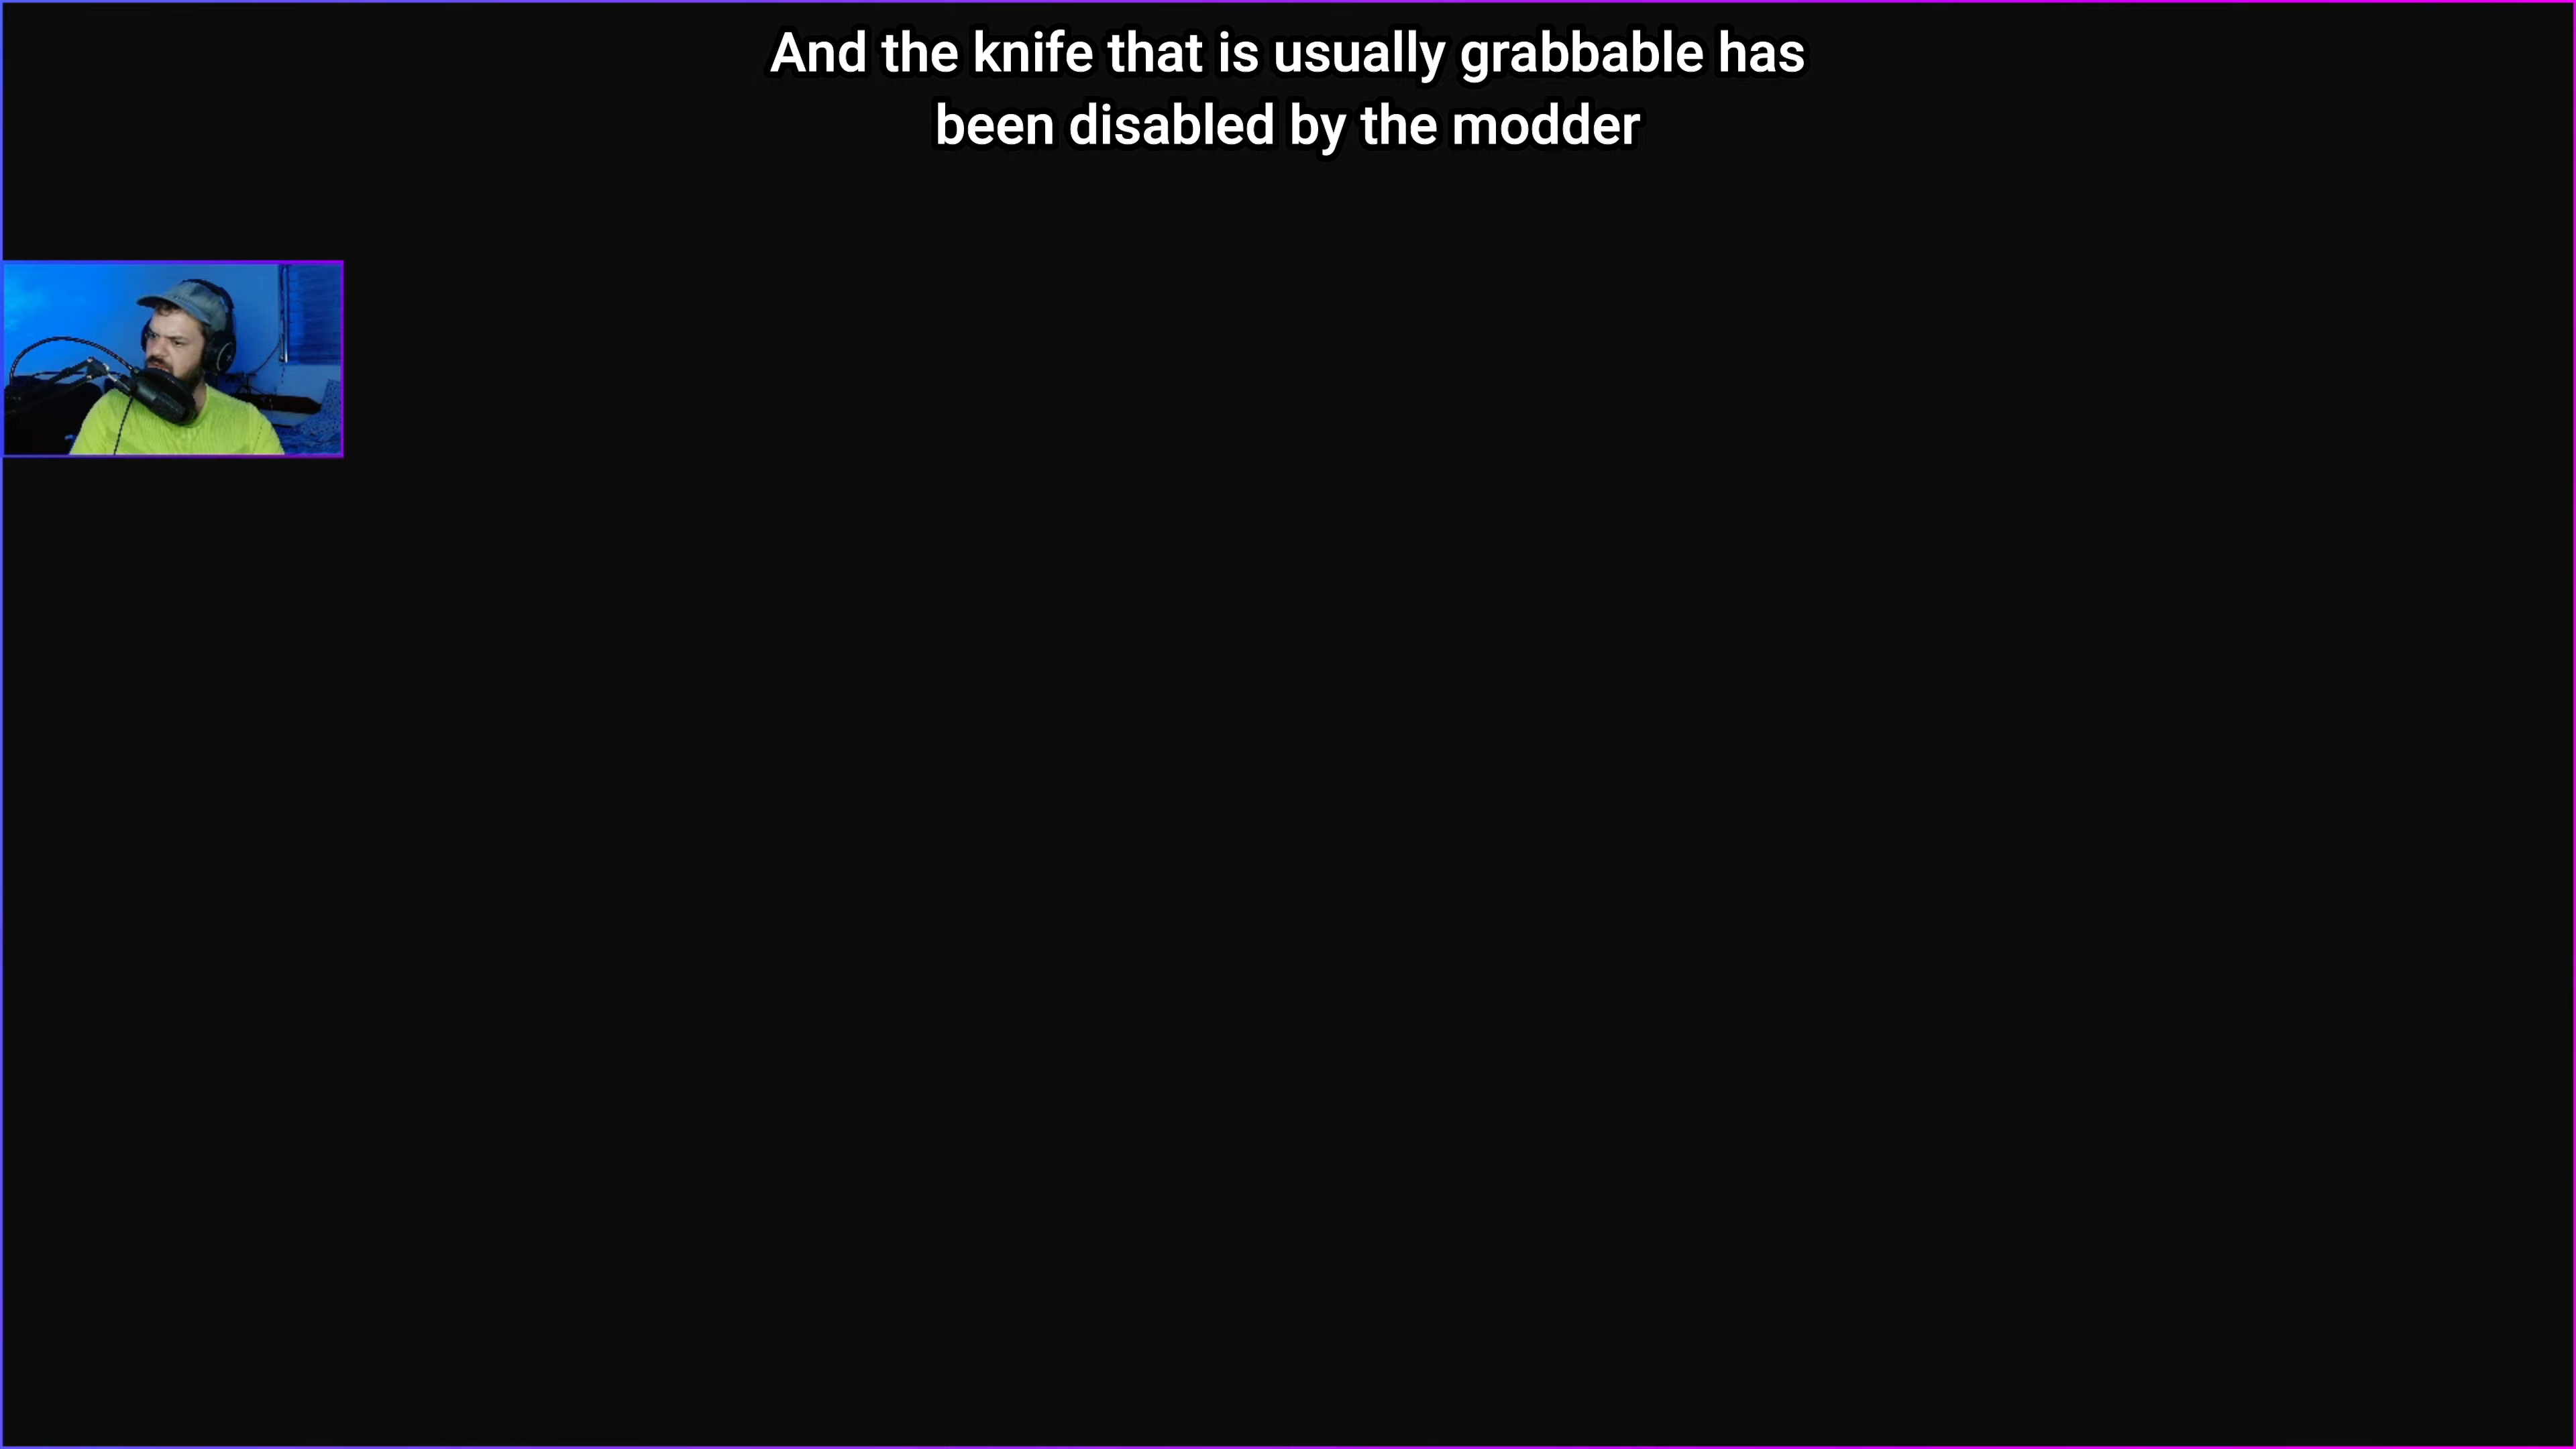 And the knife that is usually grabbable has
been disabled by the modder